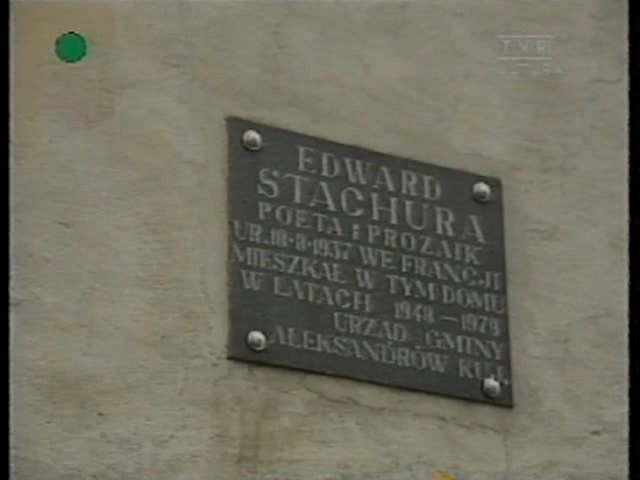 TVP
KULTURA
EDWARD
STACHURA
POETA i PROZAIK
UR. 18·8·1937 WE FRANCJI
MIESZKAŁ W TYM DOMU
W LATACH 1948 — 1979
URZĄD GMINY
ALEKSANDRÓW KUJ.